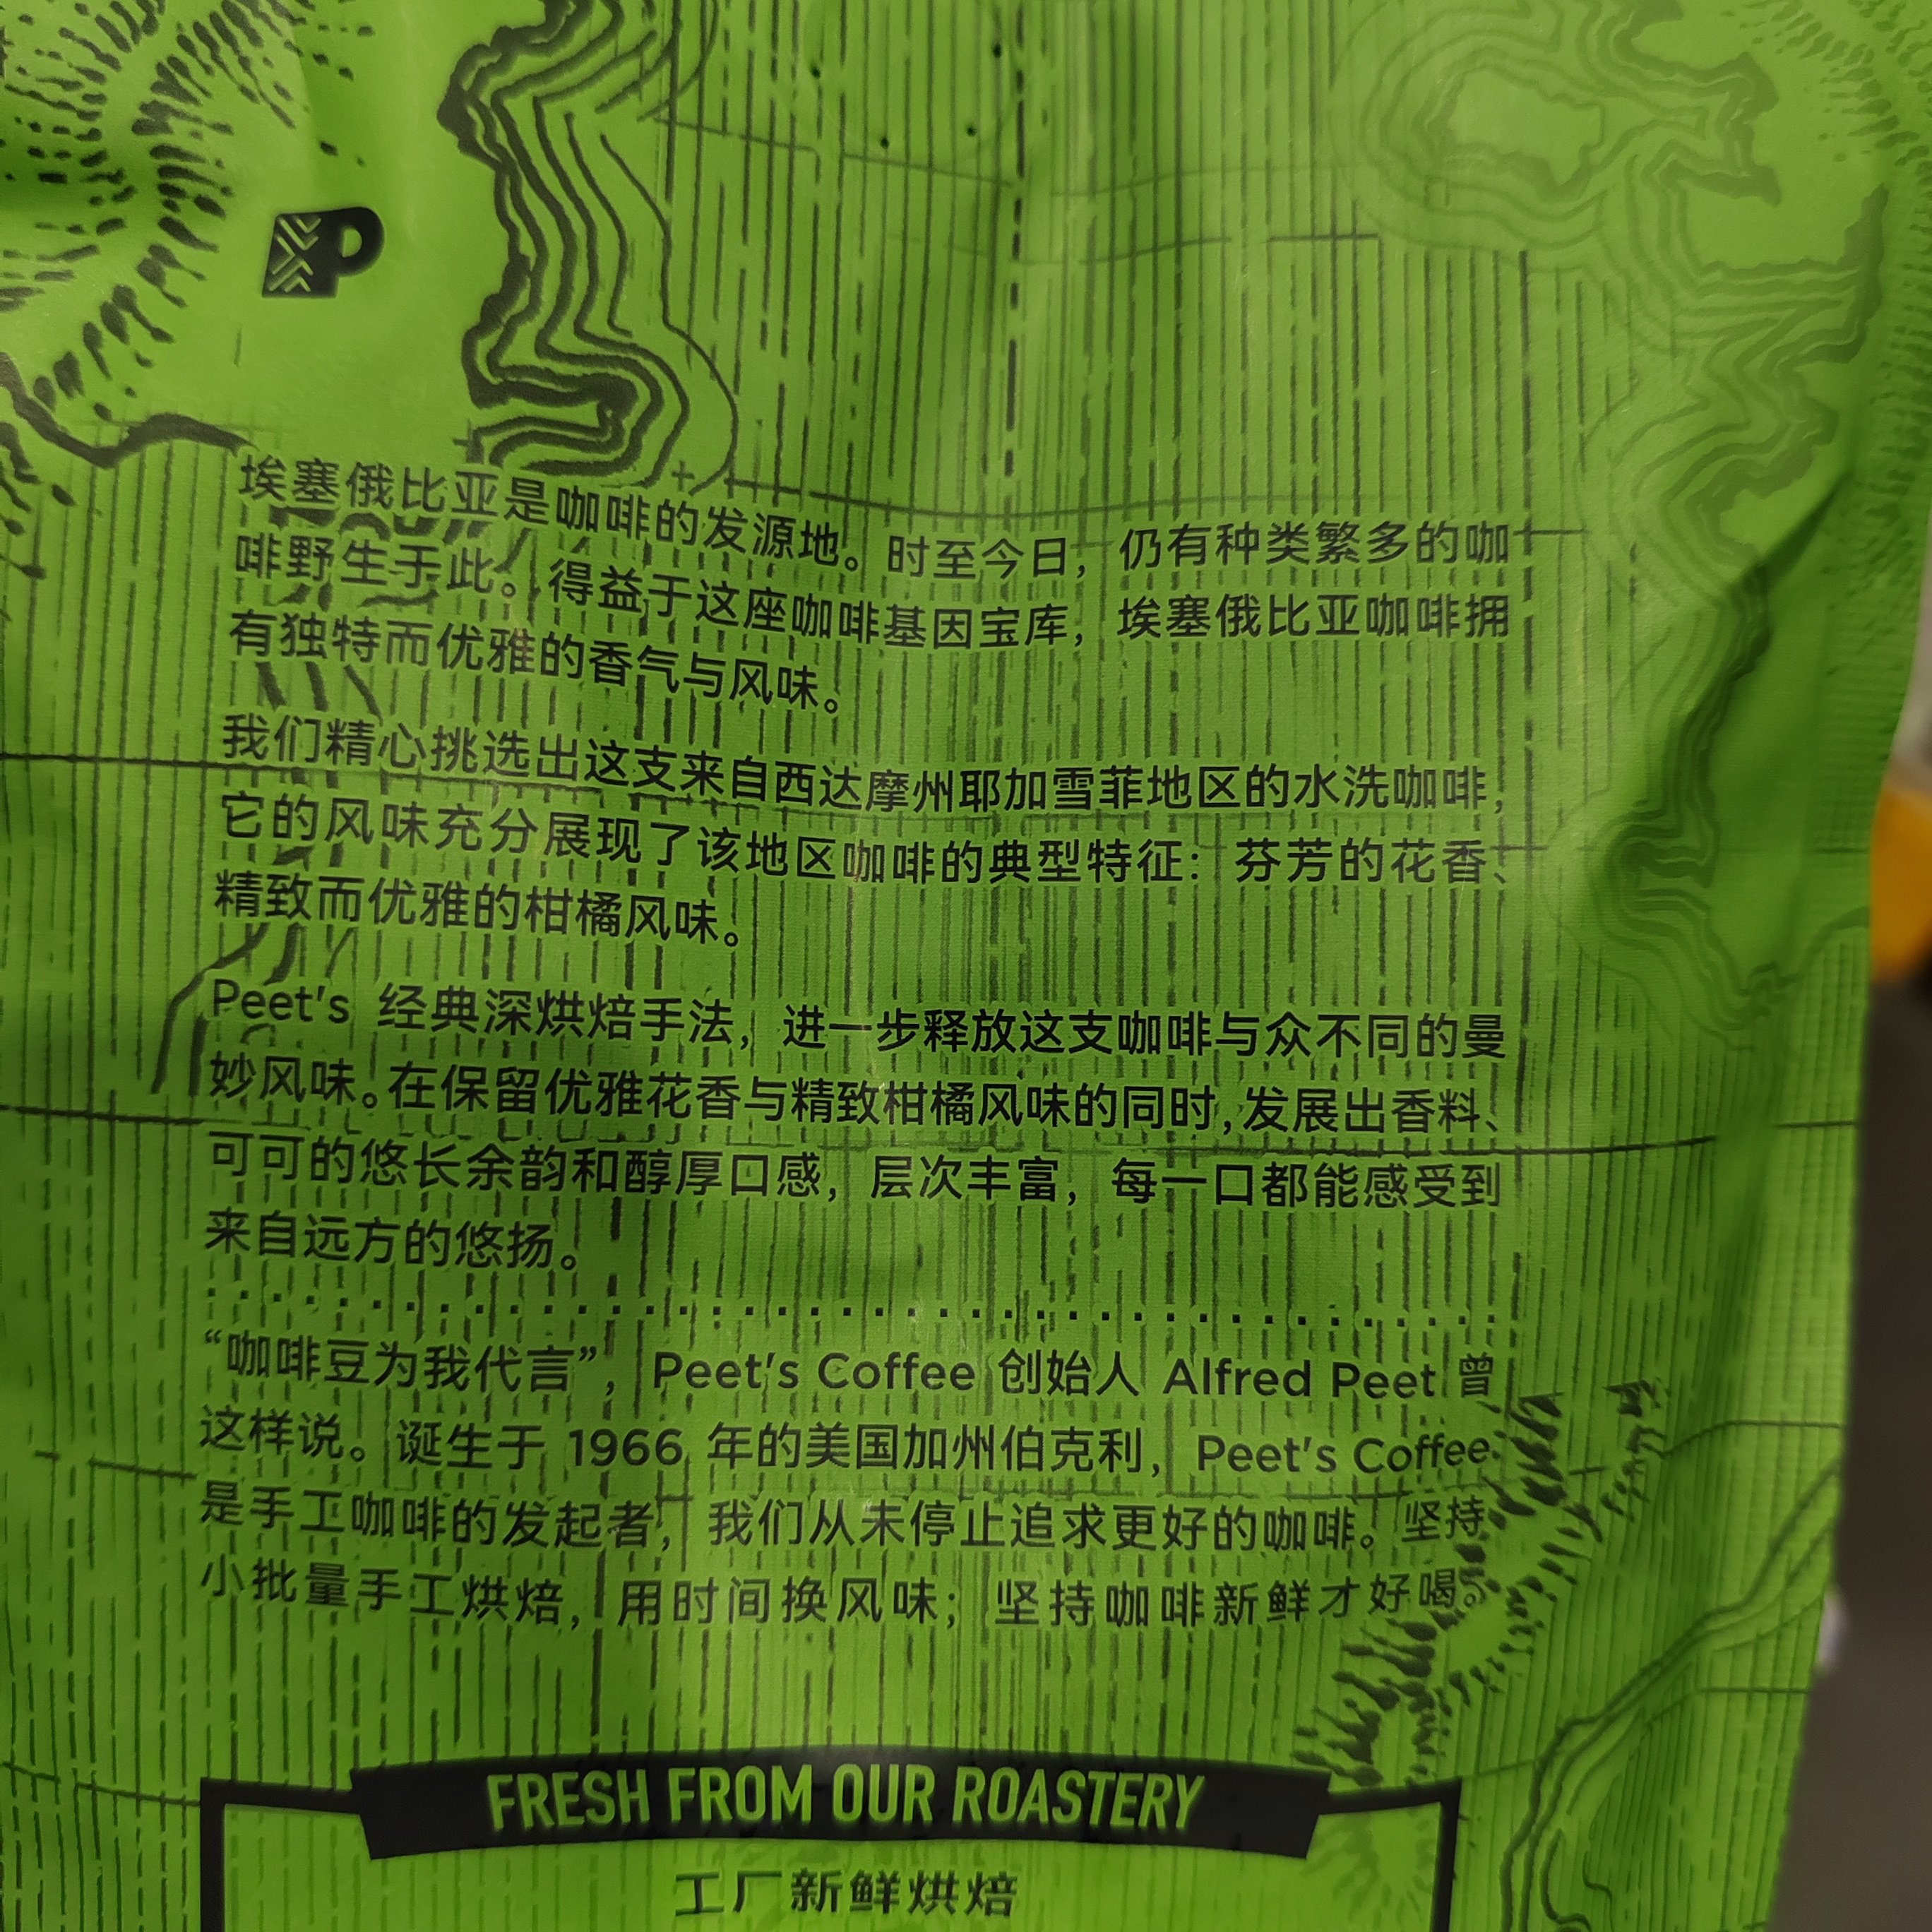 埃塞俄比亚是咖啡的发源地。时至今日，仍有种类繁多的咖
啡野生于此。得益于这座咖啡基因宝库，埃塞俄比亚咖啡拥
有独特而优雅的香气与风味。
我们精心挑选出这支来自西达摩州耶加雪菲地区的水洗咖啡，
它的风味充分展现了该地区咖啡的典型特征：芬芳的花香、
精致而优雅的柑橘风味。
Peet's 经典深烘焙手法，进一步释放这支咖啡与众不同的曼
妙风味。在保留优雅花香与精致柑橘风味的同时，发展出香料、
可可的悠长余韵和醇厚口感，层次丰富，每一口都能感受到
来自远方的悠扬。
“咖啡豆为我代言”，Peet's Coffee 创始人 Alfred Peet 曾
这样说。诞生于 1966 年的美国加州伯克利，Peet's Coffee
是手工咖啡的发起者，我们从未停止追求更好的咖啡。坚持
小批量手工烘焙，用时间换风味；坚持咖啡新鲜才好喝。
FRESH FROM OUR ROASTERY
工厂新鲜烘焙